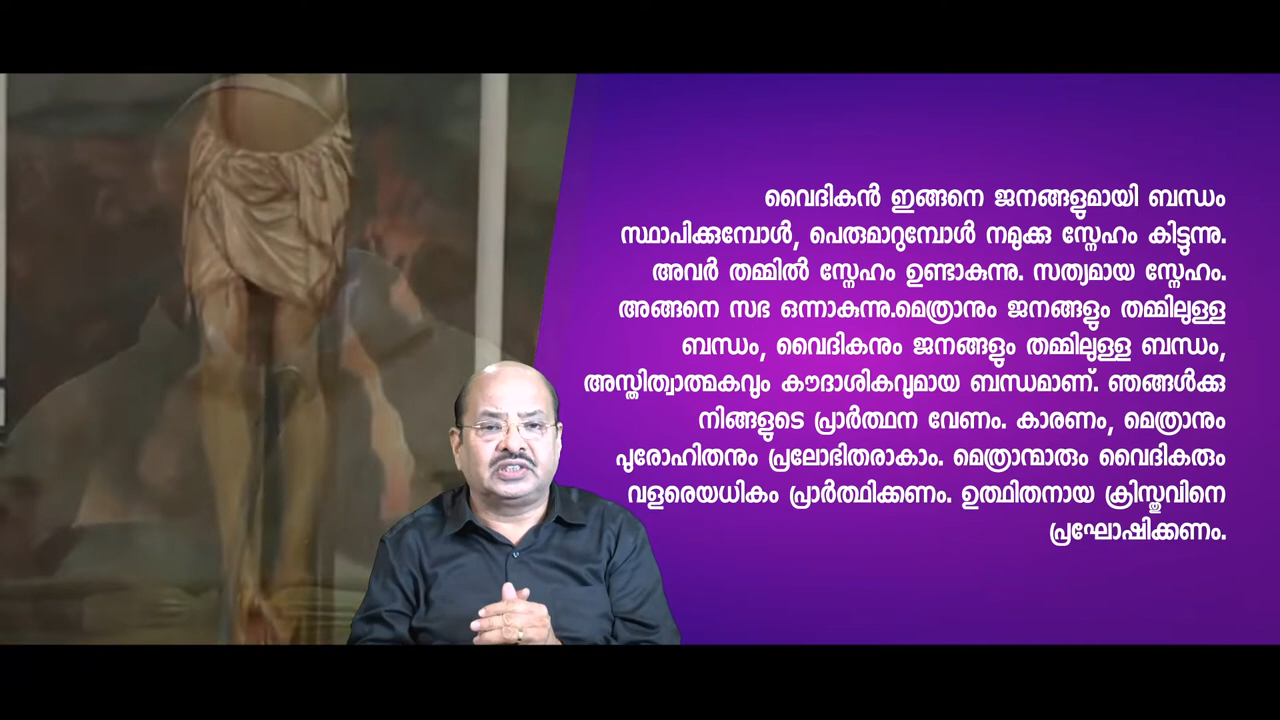 വൈദികൻ ഇങ്ങനെ ജനങ്ങളുമായി ബന്ധം
സ്ഥാപിക്കുമ്പോൾ, പെരുമാറുമ്പോൾ നമുക്കു സ്നേഹം കിട്ടുന്നു.
അവർ തമ്മിൽ സ്നേഹം ഉണ്ടാകുന്നു. സത്യമായ സ്നേഹം.
അങ്ങനെ സഭ ഒന്നാകുന്നു.മെത്രാനും ജനങ്ങളും തമ്മിലുള്ള
ബന്ധം, വൈദികനും ജനങ്ങളും തമ്മിലുള്ള ബന്ധം,
അസ്തിത്വാത്മകവും കൗദാശികവുമായ ബന്ധമാണ്. ഞങ്ങൾക്കു
നിങ്ങളുടെ പ്രാർത്ഥന വേണം. കാരണം, മെത്രാനും
പുരോഹിതനും പ്രലോഭിതരാകാം. മെത്രാന്മാരും വൈദികരും
വളരെയധികം പ്രാർത്ഥിക്കണം. ഉത്ഥിതനായ ക്രിസ്തുവിനെ
പ്രഘോഷിക്കണം.